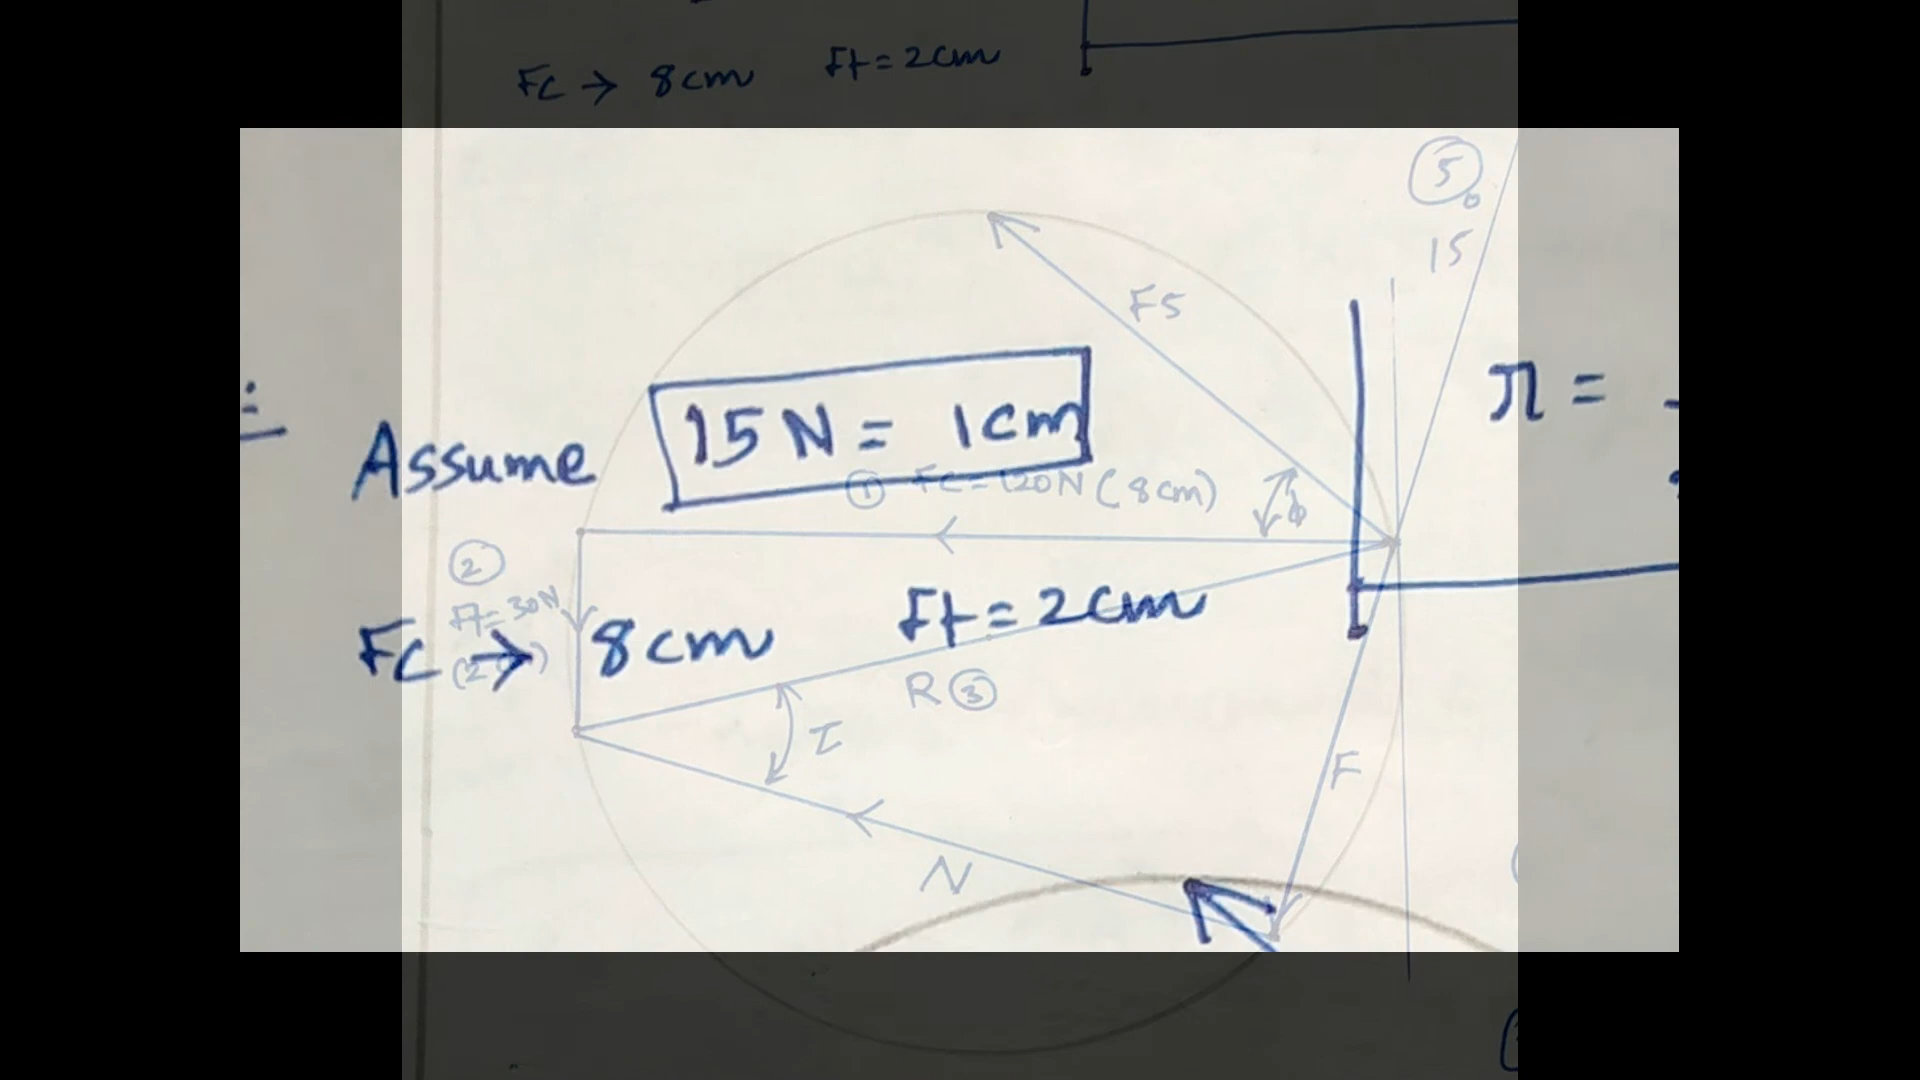 Fc → 8cm Ft = 2cm
5
15
Fs
π =
Assume 15N = 1cm
① Fc = 120N (8cm)
ϕ
②
Ft = 30N
Fc → 8cm Ft = 2cm
R ③
F
N